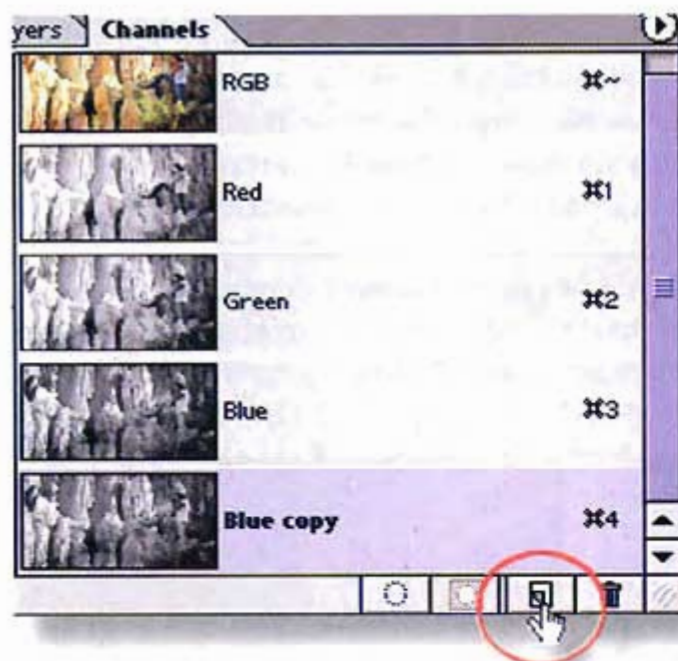 yers Channels
RGB ⌘~
Red ⌘1
Green ⌘2
Blue ⌘3
Blue copy ⌘4